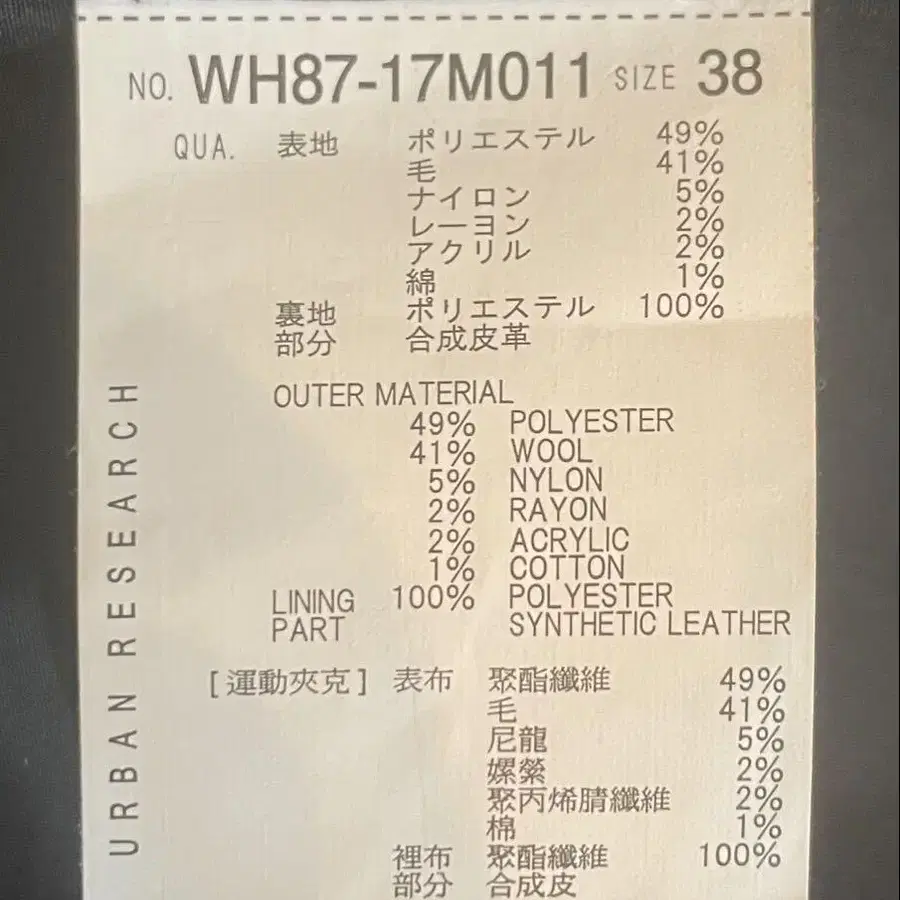 NO. WH87-17M011 SIZE 38
QUA. 表地 ポリエステル 49%
毛 41%
ナイロン 5%
レーヨン 2%
アクリル 2%
綿 1%
裏地 ポリエステル 100%
部分 合成皮革
OUTER MATERIAL
49% POLYESTER
41% WOOL
5% NYLON
2% RAYON
2% ACRYLIC
1% COTTON
LINING 100% POLYESTER
PART SYNTHETIC LEATHER
[運動夾克] 表布 聚酯纖維 49%
毛 41%
尼龍 5%
嫘縈 2%
聚丙烯腈纖維 2%
棉 1%
裡布 聚酯纖維 100%
部分 合成皮
URBAN RESEARCH